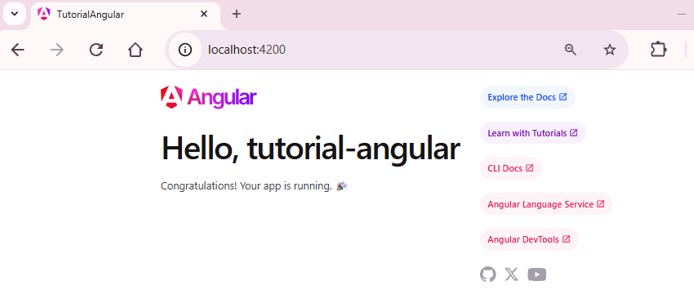 TutorialAngular
localhost:4200
Angular
Hello, tutorial-angular
Congratulations! Your app is running. 🎉
Explore the Docs
Learn with Tutorials
CLI Docs
Angular Language Service
Angular DevTools